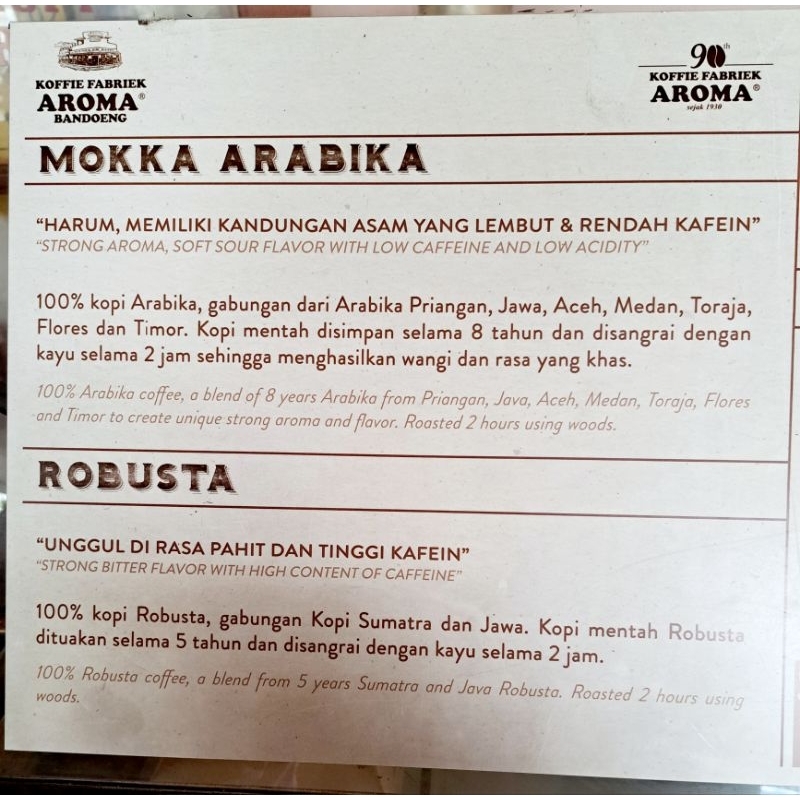 KOFFIE FABRIEK
AROMA®
BANDOENG
90th
KOFFIE FABRIEK
AROMA®
sejak 1930
MOKKA ARABIKA
"HARUM, MEMILIKI KANDUNGAN ASAM YANG LEMBUT & RENDAH KAFEIN"
"STRONG AROMA, SOFT SOUR FLAVOR WITH LOW CAFFEINE AND LOW ACIDITY"
100% kopi Arabika, gabungan dari Arabika Priangan, Jawa, Aceh, Medan, Toraja,
Flores dan Timor. Kopi mentah disimpan selama 8 tahun dan disangrai dengan
kayu selama 2 jam sehingga menghasilkan wangi dan rasa yang khas.
100% Arabika coffee, a blend of 8 years Arabika from Priangan, Java, Aceh, Medan, Toraja, Flores
and Timor to create unique strong aroma and flavor. Roasted 2 hours using woods.
ROBUSTA
"UNGGUL DI RASA PAHIT DAN TINGGI KAFEIN"
"STRONG BITTER FLAVOR WITH HIGH CONTENT OF CAFFEINE"
100% kopi Robusta, gabungan Kopi Sumatra dan Jawa. Kopi mentah Robusta
dituakan selama 5 tahun dan disangrai dengan kayu selama 2 jam.
100% Robusta coffee, a blend from 5 years Sumatra and Java Robusta. Roasted 2 hours using
woods.